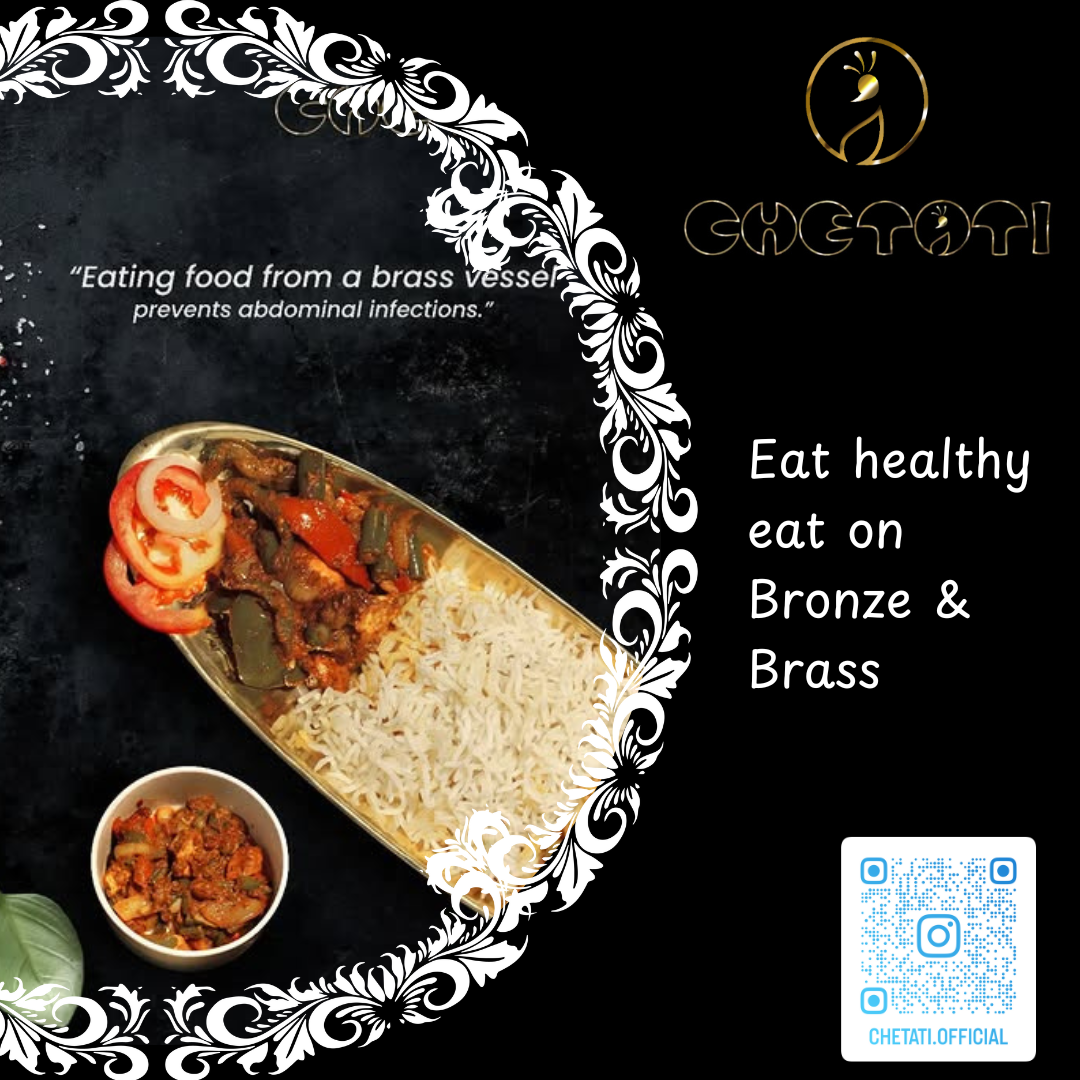 CHETATI
“Eating food from a brass vessel
prevents abdominal infections.”
Eat healthy
eat on
Bronze &
Brass
CHETATI.OFFICIAL